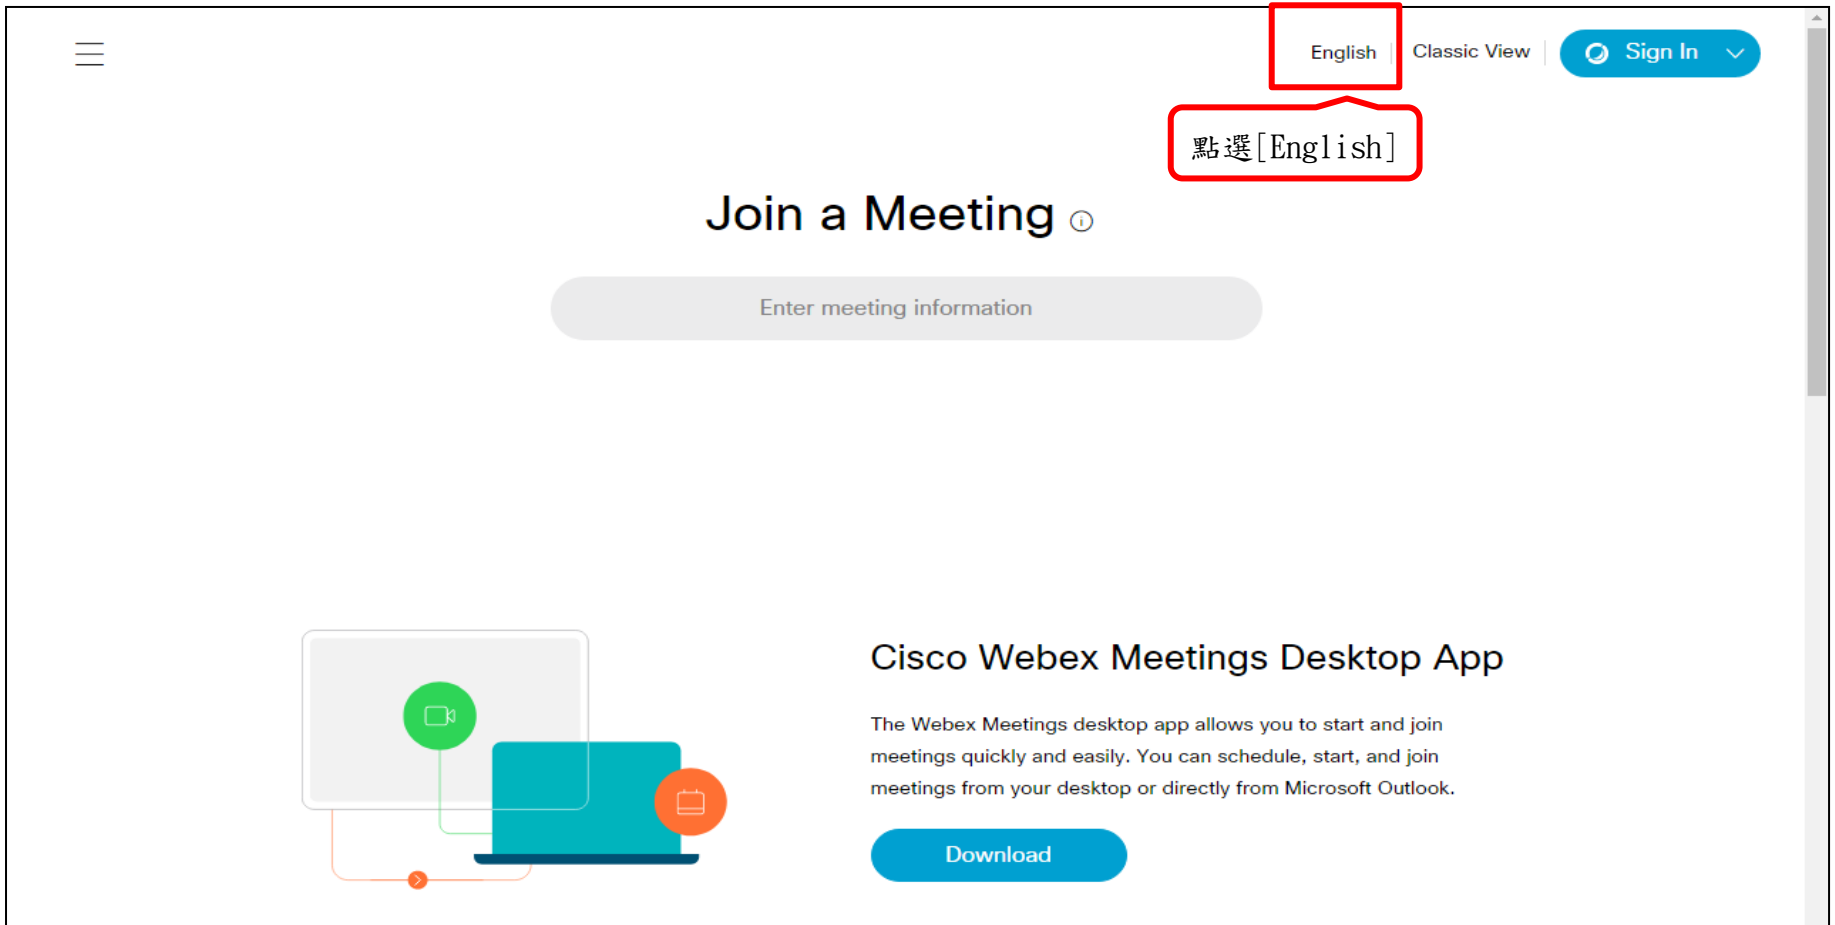 English
Classic View
Sign In
點選[English]
Join a Meeting
Enter meeting information
Cisco Webex Meetings Desktop App
The Webex Meetings desktop app allows you to start and join
meetings quickly and easily. You can schedule, start, and join
meetings from your desktop or directly from Microsoft Outlook.
Download